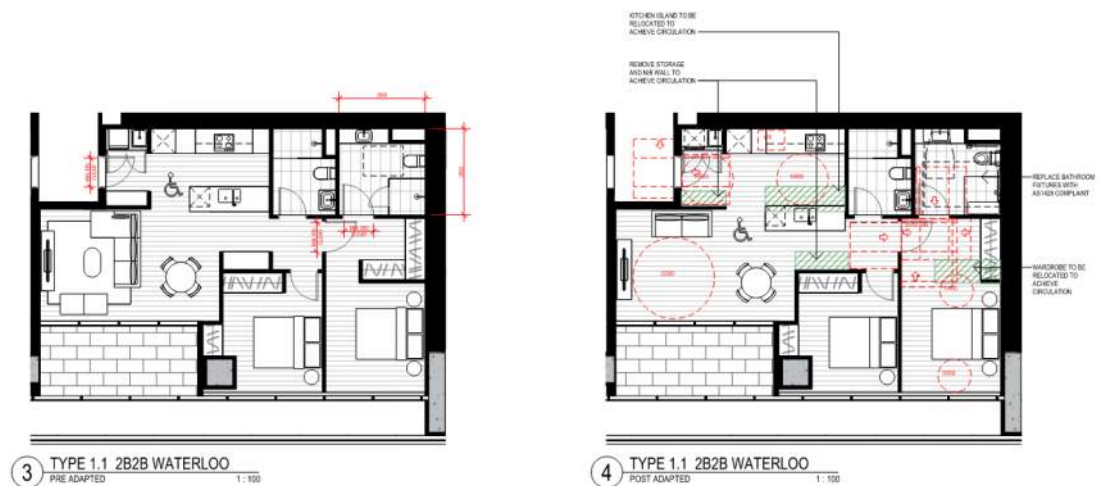 KITCHEN ISLAND TO BE
RELOCATED TO
ACHIEVE CIRCULATION
REMOVE STORAGE
AND NIB WALL TO
ACHIEVE CIRCULATION
REPLACE BATHROOM
FIXTURES WITH
AS1428 COMPLAINT
WARDROBE TO BE
RELOCATED TO
ACHIEVE
CIRCULATION
3
TYPE 1.1 2B2B WATERLOO
PRE ADAPTED
1 : 100
4
TYPE 1.1 2B2B WATERLOO
POST ADAPTED
1 : 100